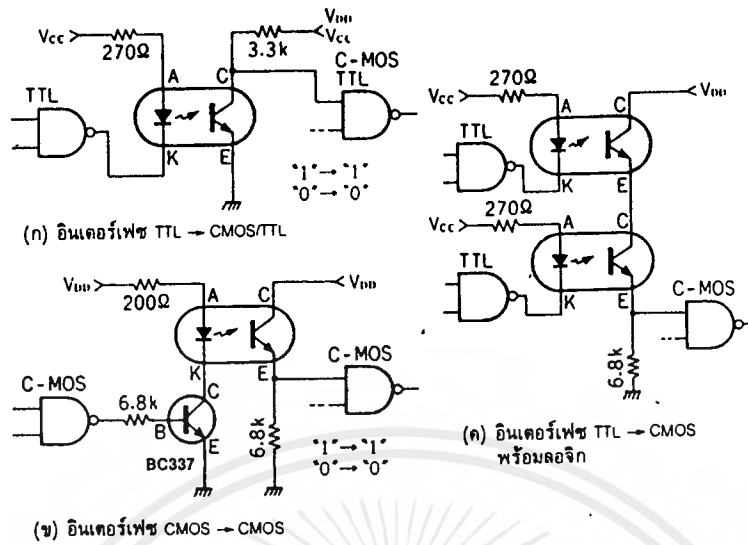 Vcc
270Ω
A
K
TTL
C
E
3.3k
VDD
Vcc
C-MOS
TTL
"1"→"1"
"0"→"0"
(ก) อินเตอร์เฟซ TTL → CMOS/TTL
VDD
200Ω
A
K
C
E
VDD
C-MOS
6.8k
B
C
E
BC337
6.8k
C-MOS
"1"→"1"
"0"→"0"
(ข) อินเตอร์เฟซ CMOS → CMOS
270Ω
Vcc
A
K
TTL
C
E
VDD
270Ω
Vcc
A
K
TTL
C
E
C-MOS
6.8k
(ค) อินเตอร์เฟซ TTL → CMOS
พร้อมลอจิก